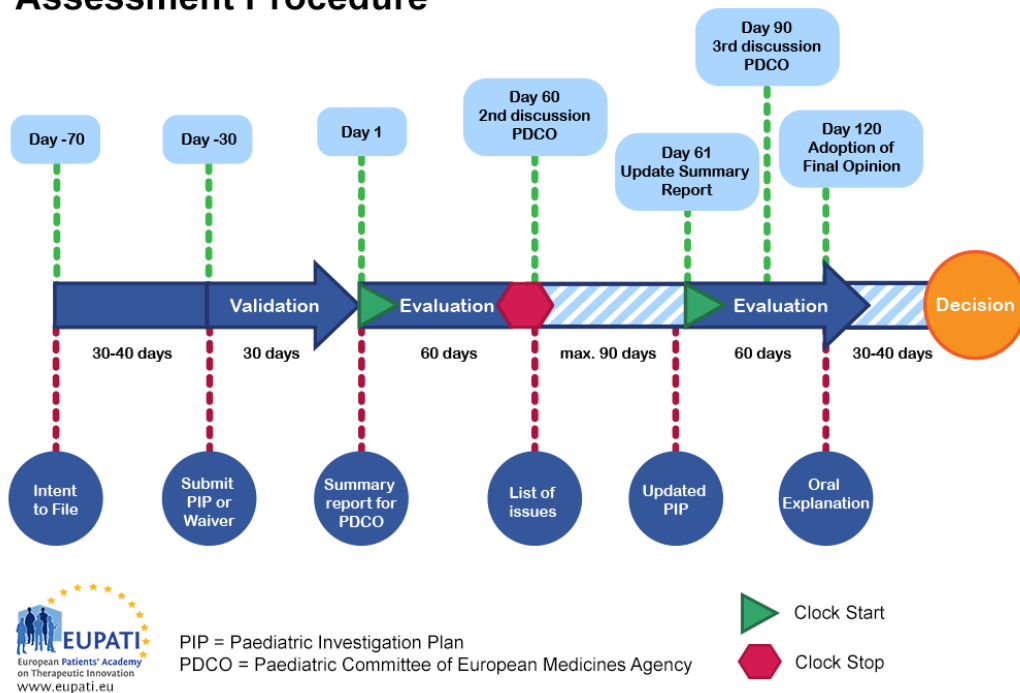 Assessment Procedure
Day 90
3rd discussion
PDCO
Day -70
Day -30
Day 1
Day 60
2nd discussion
PDCO
Day 61
Update Summary
Report
Day 120
Adoption of
Final Opinion
Validation
Evaluation
Evaluation
Decision
30-40 days
30 days
60 days
max. 90 days
60 days
30-40 days
Intent
to File
Submit
PIP or
Waiver
Summary
report for
PDCO
List of
issues
Updated
PIP
Oral
Explanation
EUPATI
European Patients' Academy
on Therapeutic Innovation
www.eupati.eu
PIP = Paediatric Investigation Plan
PDCO = Paediatric Committee of European Medicines Agency
Clock Start
Clock Stop